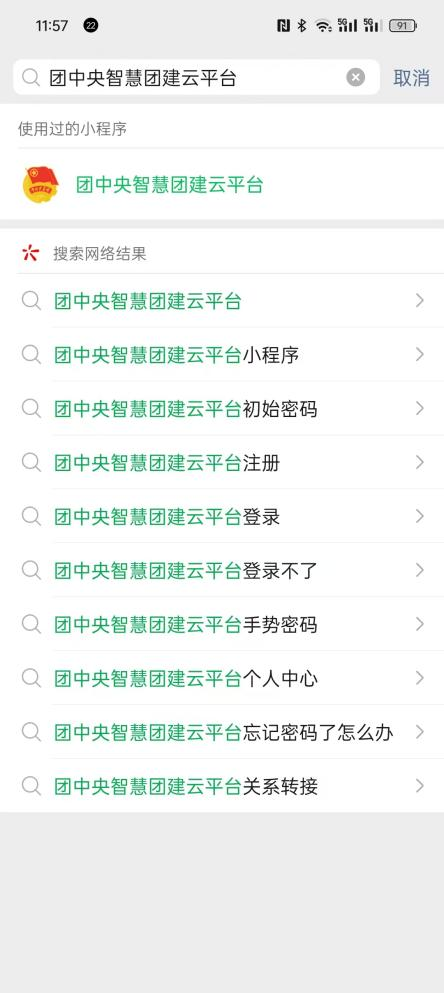 11:57
22
5G
5G
91
团中央智慧团建云平台
取消
使用过的小程序
团中央智慧团建云平台
搜索网络结果
团中央智慧团建云平台
团中央智慧团建云平台小程序
团中央智慧团建云平台初始密码
团中央智慧团建云平台注册
团中央智慧团建云平台登录
团中央智慧团建云平台登录不了
团中央智慧团建云平台手势密码
团中央智慧团建云平台个人中心
团中央智慧团建云平台忘记密码了怎么办
团中央智慧团建云平台关系转接